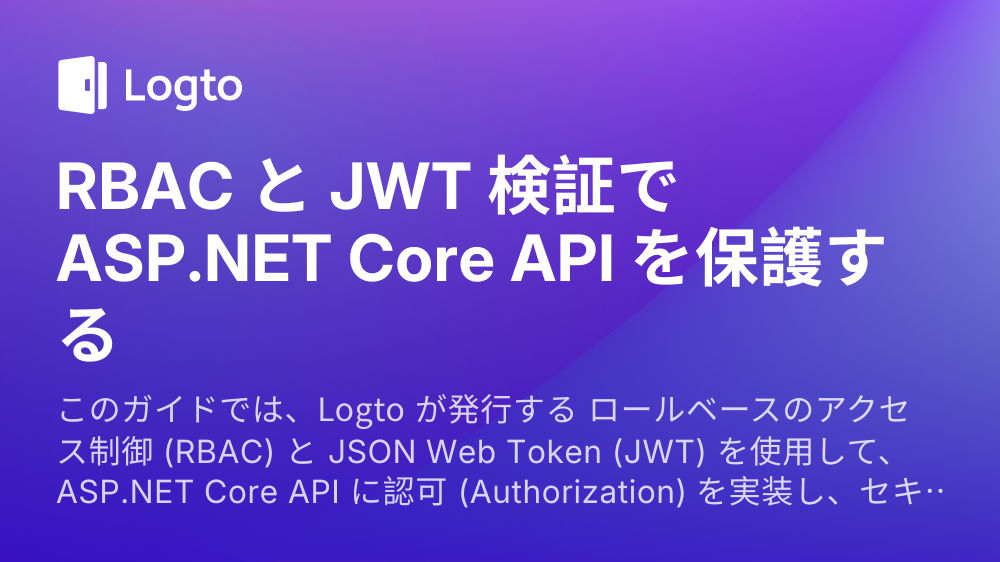 Logto
RBAC と JWT 検証で
ASP.NET Core API を保護す
る
このガイドでは、Logto が発行する ロールベースのアクセ
ス制御 (RBAC) と JSON Web Token (JWT) を使用して、
ASP.NET Core API に認可 (Authorization) を実装し、セキ··